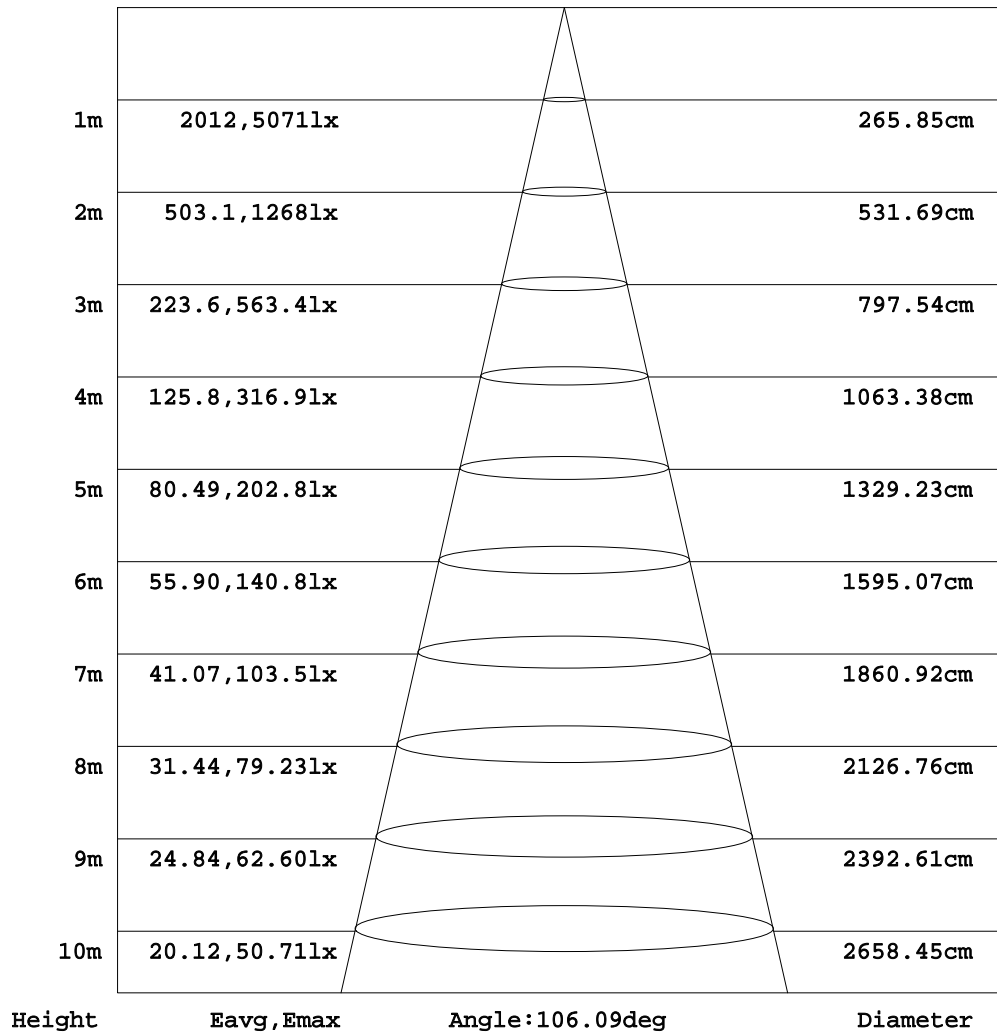 1m 2012,5071lx 265.85cm
2m 503.1,1268lx 531.69cm
3m 223.6,563.4lx 797.54cm
4m 125.8,316.9lx 1063.38cm
5m 80.49,202.8lx 1329.23cm
6m 55.90,140.8lx 1595.07cm
7m 41.07,103.5lx 1860.92cm
8m 31.44,79.23lx 2126.76cm
9m 24.84,62.60lx 2392.61cm
10m 20.12,50.71lx 2658.45cm
Height Eavg,Emax Angle:106.09deg Diameter